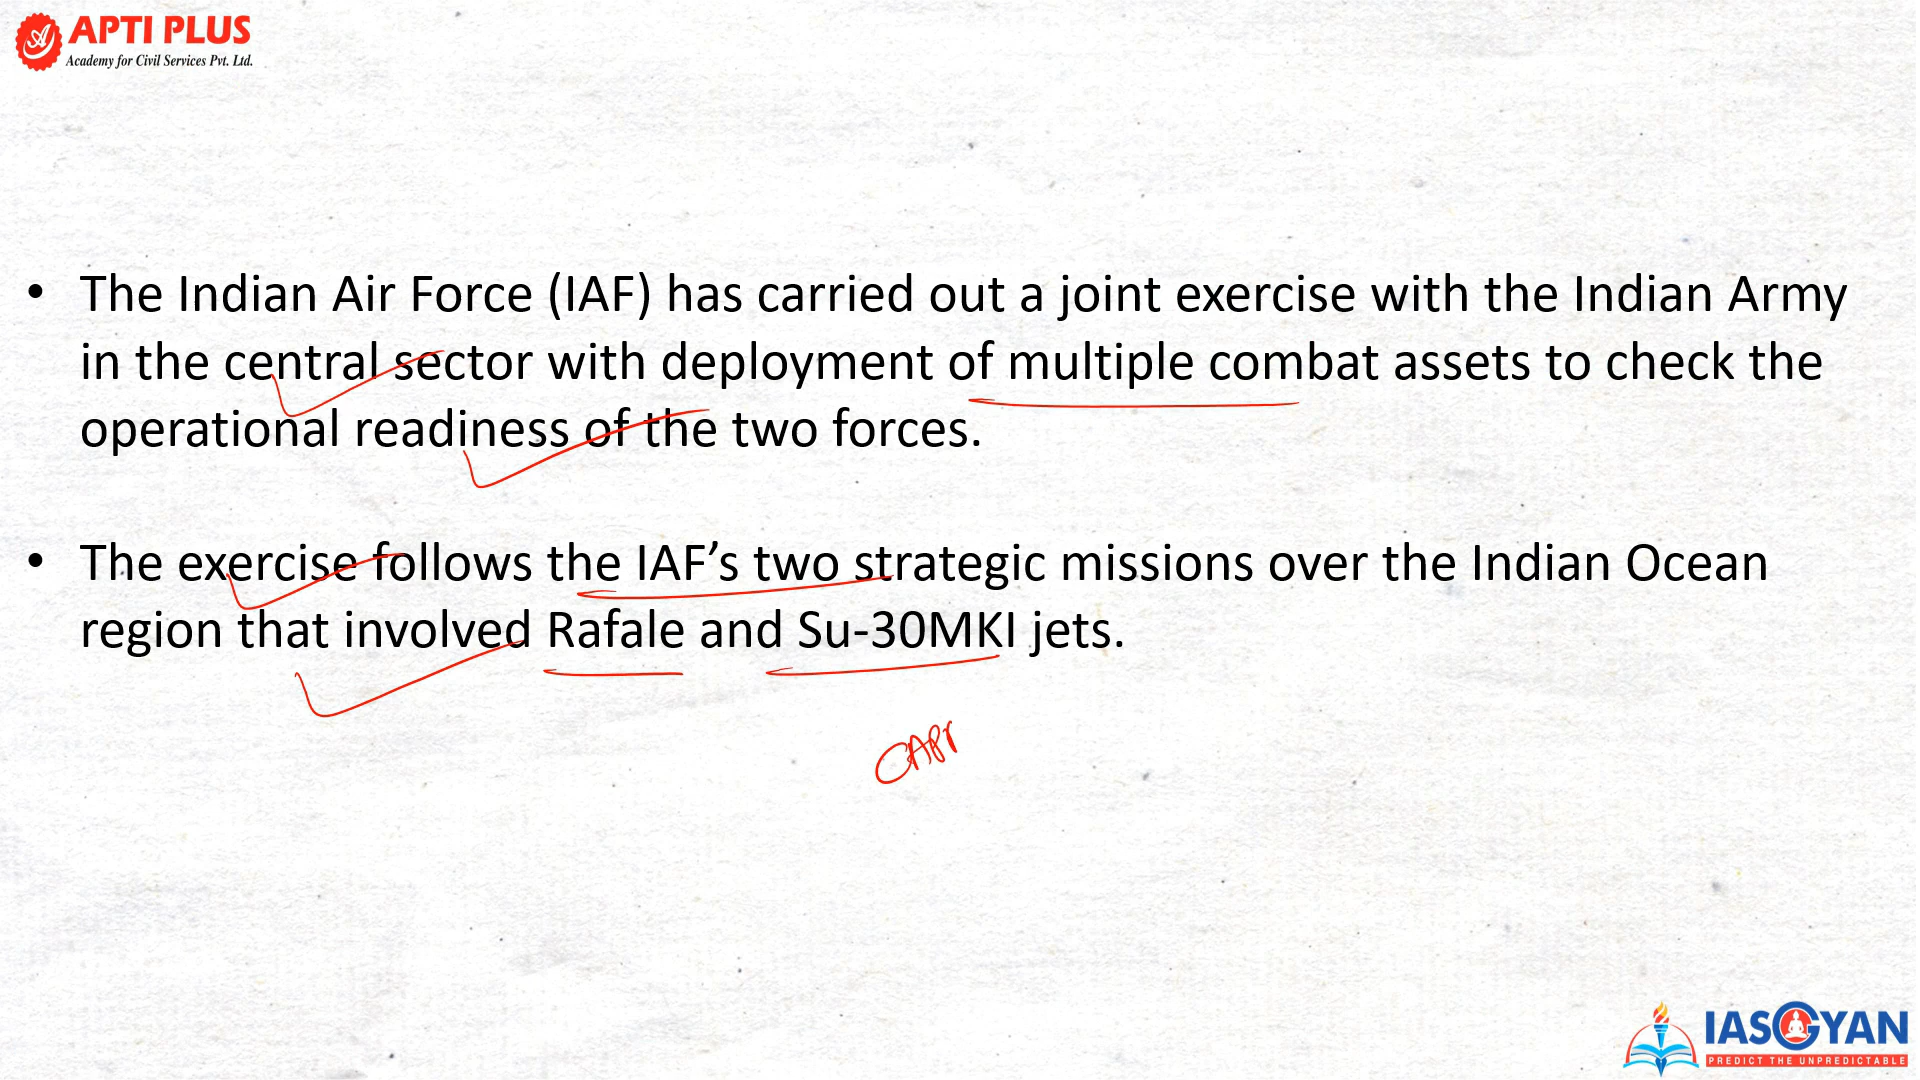 APTI PLUS
Academy for Civil Services Pvt. Ltd.
• The Indian Air Force (IAF) has carried out a joint exercise with the Indian Army
in the central sector with deployment of multiple combat assets to check the
operational readiness of the two forces.
• The exercise follows the IAF’s two strategic missions over the Indian Ocean
region that involved Rafale and Su-30MKI jets.
IASGYAN
PREDICT THE UNPREDICTABLE